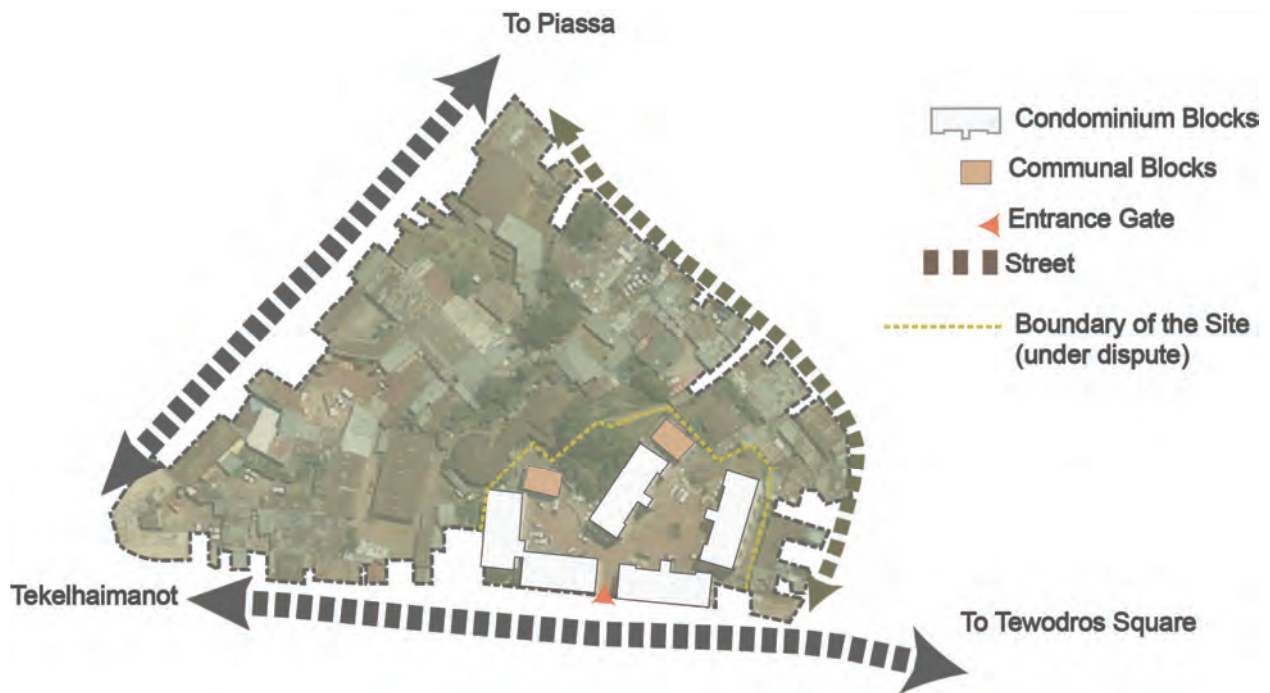 To Piassa
Condominium Blocks
Communal Blocks
Entrance Gate
Street
Boundary of the Site
(under dispute)
Tekelhaimanot
To Tewodros Square